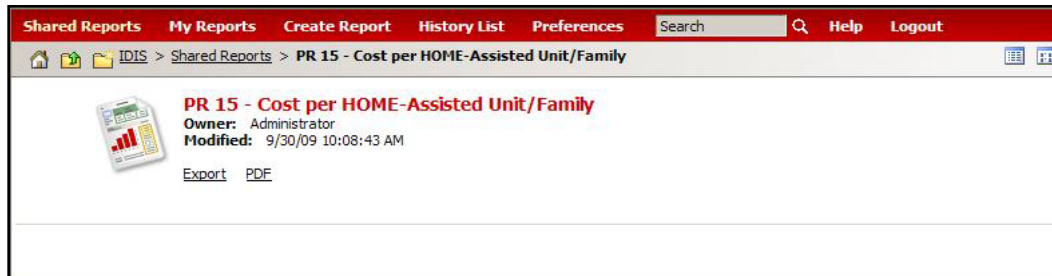 Shared Reports My Reports Create Report History List Preferences Search Help Logout
IDIS > Shared Reports > PR 15 - Cost per HOME-Assisted Unit/Family
PR 15 - Cost per HOME-Assisted Unit/Family
Owner: Administrator
Modified: 9/30/09 10:08:43 AM
Export PDF